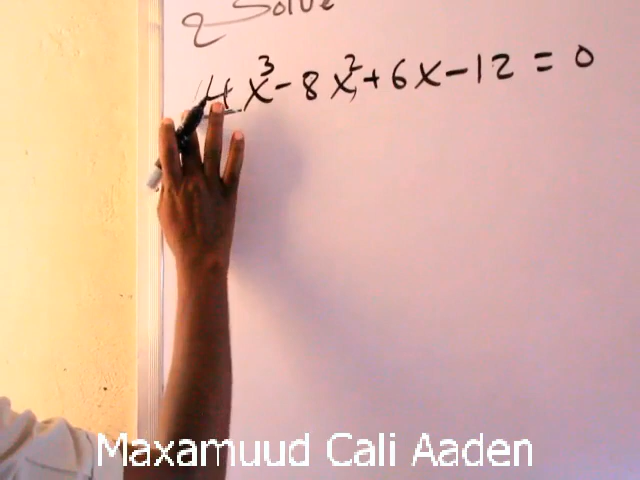 Solve
4x³ - 8x² + 6x - 12 = 0
Maxamuud Cali Aaden